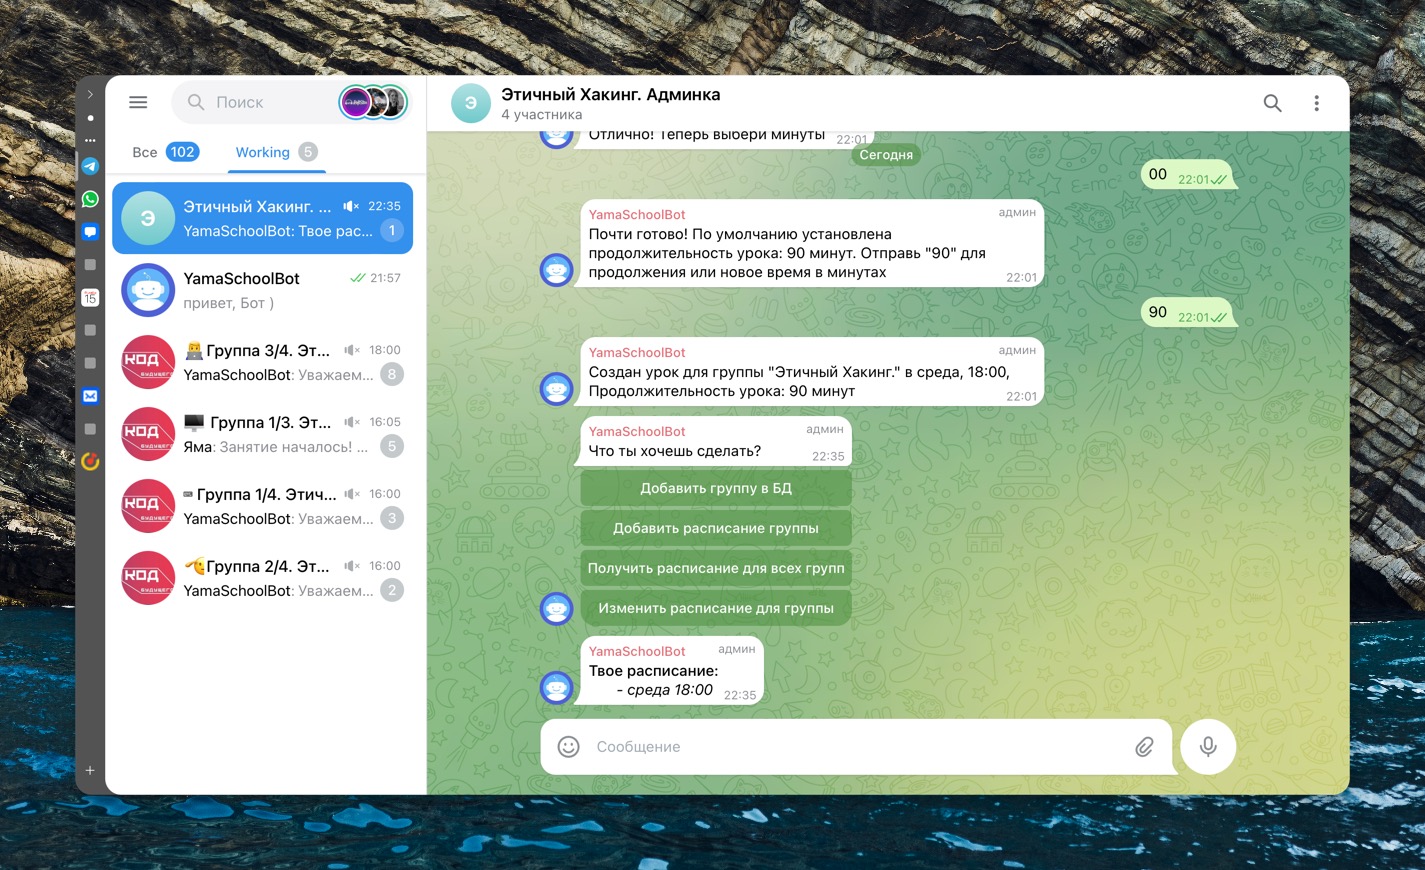 Поиск
Все 102
Working 5
Этичный Хакинг. ... 22:35
YamaSchoolBot: Твое рас... 1
YamaSchoolBot 21:57
привет, Бот )
Группа 3/4. Эт... 18:00
YamaSchoolBot: Уважаем... 8
Группа 1/3. Эт... 16:05
Яма: Занятие началось! ... 5
Группа 1/4. Этич... 16:00
YamaSchoolBot: Уважаем... 3
Группа 2/4. Эт... 16:00
YamaSchoolBot: Уважаем... 2
Э
КОД
БУДУЩЕГО
КОД
БУДУЩЕГО
КОД
БУДУЩЕГО
КОД
БУДУЩЕГО
15
Э
Этичный Хакинг. Админка
4 участника
Отлично! Теперь выбери минуты 22:01
Сегодня
00 22:01
YamaSchoolBot админ
Почти готово! По умолчанию установлена
продолжительность урока: 90 минут. Отправь "90" для
продолжения или новое время в минутах 22:01
90 22:01
YamaSchoolBot админ
Создан урок для группы "Этичный Хакинг." в среда, 18:00,
Продолжительность урока: 90 минут 22:01
YamaSchoolBot админ
Что ты хочешь сделать? 22:35
Добавить группу в БД
Добавить расписание группы
Получить расписание для всех групп
Изменить расписание для группы
YamaSchoolBot админ
Твое расписание:
- среда 18:00 22:35
Сообщение